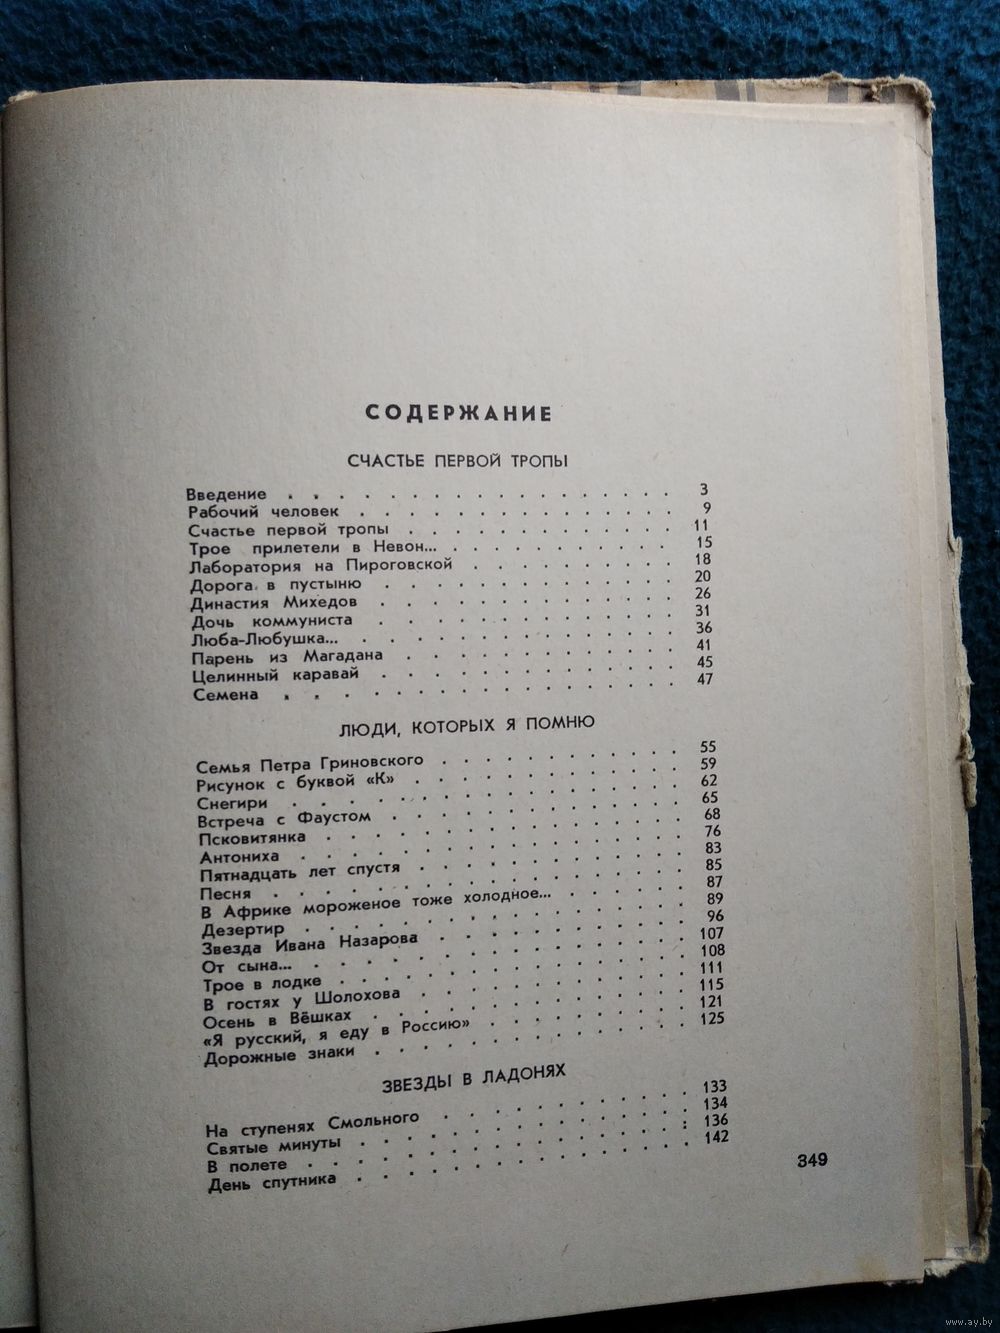 СОДЕРЖАНИЕ
СЧАСТЬЕ ПЕРВОЙ ТРОПЫ
Введение . . . . . . . . . . . . . . . . 3
Рабочий человек . . . . . . . . . . . . . 9
Счастье первой тропы . . . . . . . . . . . 11
Трое прилетели в Невон... . . . . . . . . . . 15
Лаборатория на Пироговской . . . . . . . . 18
Дорога в пустыню . . . . . . . . . . . . 20
Династия Михедов . . . . . . . . . . . . 26
Дочь коммуниста . . . . . . . . . . . . 31
Люба-Любушка... . . . . . . . . . . . . . 36
Парень из Магадана . . . . . . . . . . . 41
Целинный каравай . . . . . . . . . . . . 45
Семена . . . . . . . . . . . . . . . . 47
ЛЮДИ, КОТОРЫХ Я ПОМНЮ
Семья Петра Гриновского . . . . . . . . . . 55
Рисунок с буквой «К» . . . . . . . . . . . 59
Снегири . . . . . . . . . . . . . . . . 62
Встреча с Фаустом . . . . . . . . . . . . 65
Псковитянка . . . . . . . . . . . . . . 68
Антониха . . . . . . . . . . . . . . . 76
Пятнадцать лет спустя . . . . . . . . . . . 83
Песня . . . . . . . . . . . . . . . . 85
В Африке мороженое тоже холодное... . . . . . . 87
Дезертир . . . . . . . . . . . . . . . 89
Звезда Ивана Назарова . . . . . . . . . . 96
От сына... . . . . . . . . . . . . . . . 107
Трое в лодке . . . . . . . . . . . . . . 108
В гостях у Шолохова . . . . . . . . . . . 111
Осень в Вёшках . . . . . . . . . . . . . 115
«Я русский, я еду в Россию» . . . . . . . . 121
Дорожные знаки . . . . . . . . . . . . . 125
ЗВЕЗДЫ В ЛАДОНЯХ
На ступенях Смольного . . . . . . . . . . 133
Святые минуты . . . . . . . . . . . . . 134
В полете . . . . . . . . . . . . . . . 136
День спутника . . . . . . . . . . . . . 142
349
www.ay.by